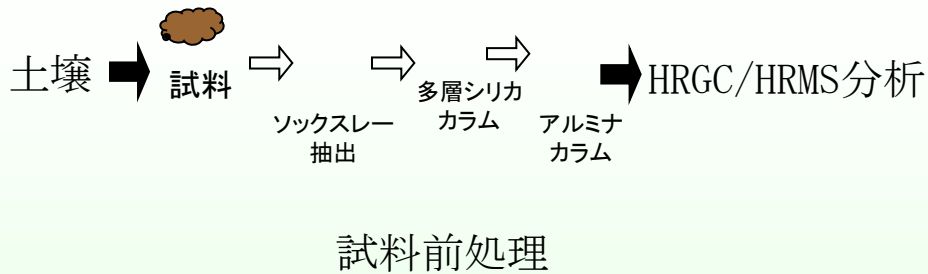 土壌
試料
ソックスレー
抽出
多層シリカ
カラム
アルミナ
カラム
HRGC/HRMS分析
試料前処理